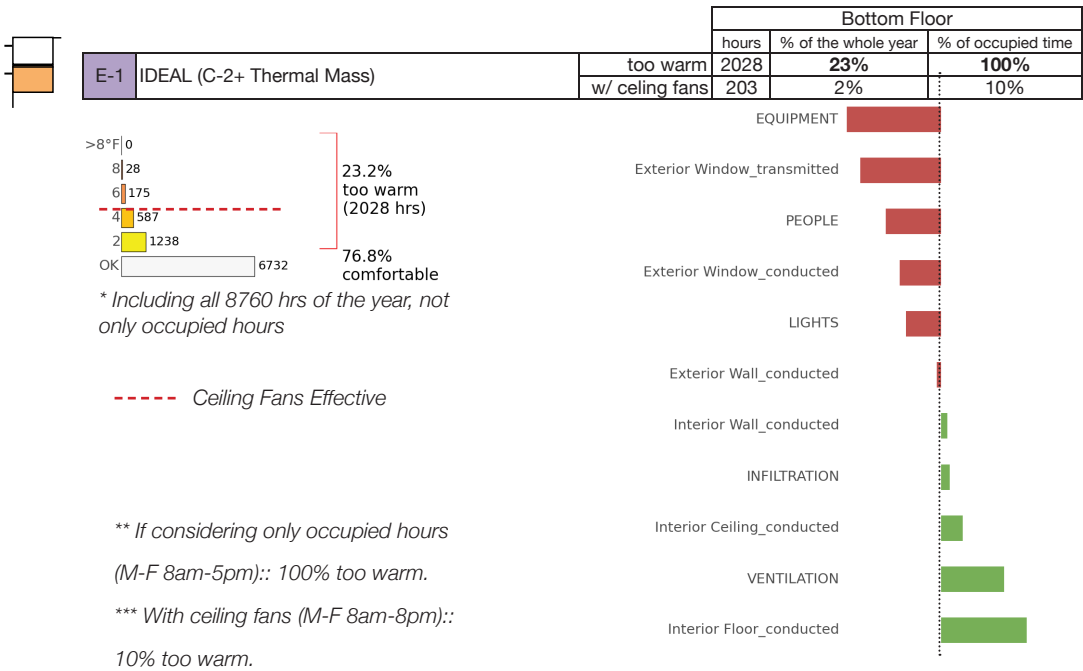 Bottom Floor
hours % of the whole year % of occupied time
E-1 IDEAL (C-2+ Thermal Mass) too warm 2028 23% 100%
w/ celing fans 203 2% 10%
>8°F 0
8 28
6 175
4 587
2 1238
OK 6732
23.2%
too warm
(2028 hrs)
76.8%
comfortable
* Including all 8760 hrs of the year, not
only occupied hours
Ceiling Fans Effective
** If considering only occupied hours
(M-F 8am-5pm):: 100% too warm.
*** With ceiling fans (M-F 8am-8pm)::
10% too warm.
EQUIPMENT
Exterior Window_transmitted
PEOPLE
Exterior Window_conducted
LIGHTS
Exterior Wall_conducted
Interior Wall_conducted
INFILTRATION
Interior Ceiling_conducted
VENTILATION
Interior Floor_conducted